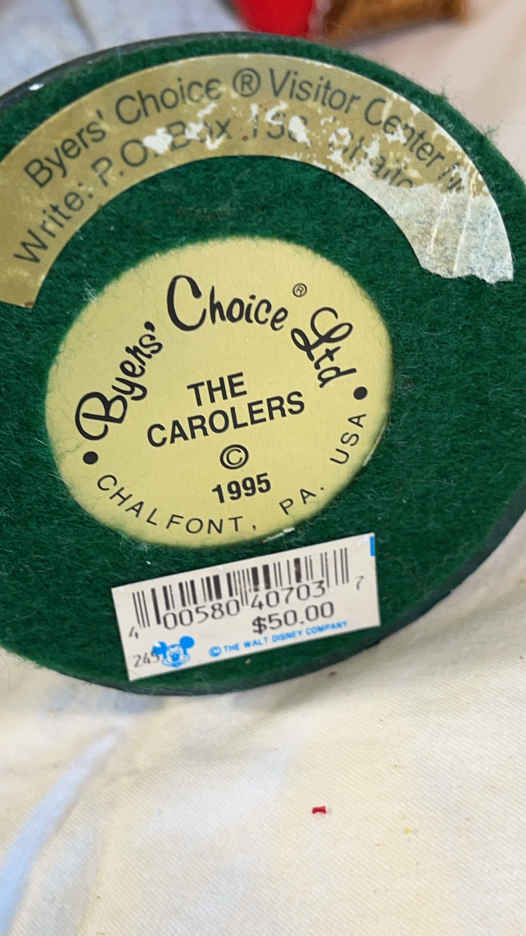 Byers' Choice ® Visitor Center
Write: P.O. Box
Byers' Choice ® Ltd
THE
CAROLERS
©
1995
• CHALFONT, PA. USA •
4 00580 40703 7
$50.00
© THE WALT DISNEY COMPANY